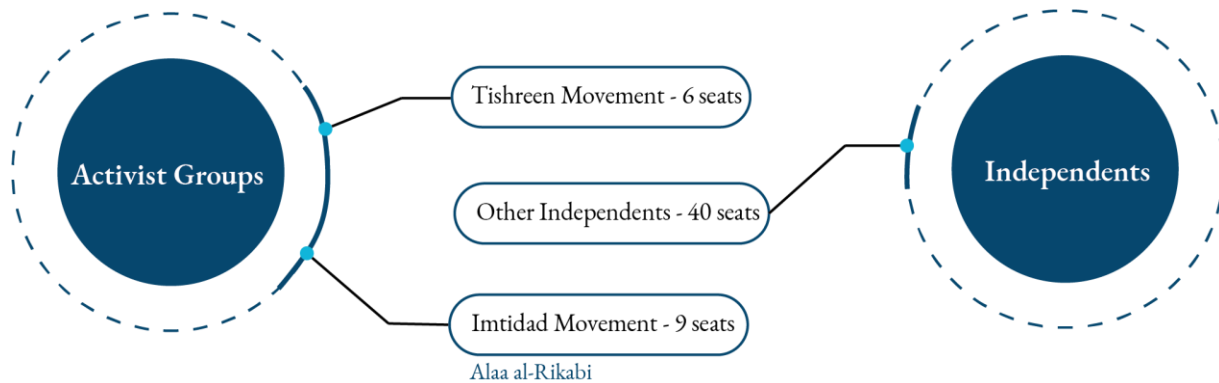 Activist Groups
Tishreen Movement - 6 seats
Other Independents - 40 seats
Imtidad Movement - 9 seats
Alaa al-Rikabi
Independents